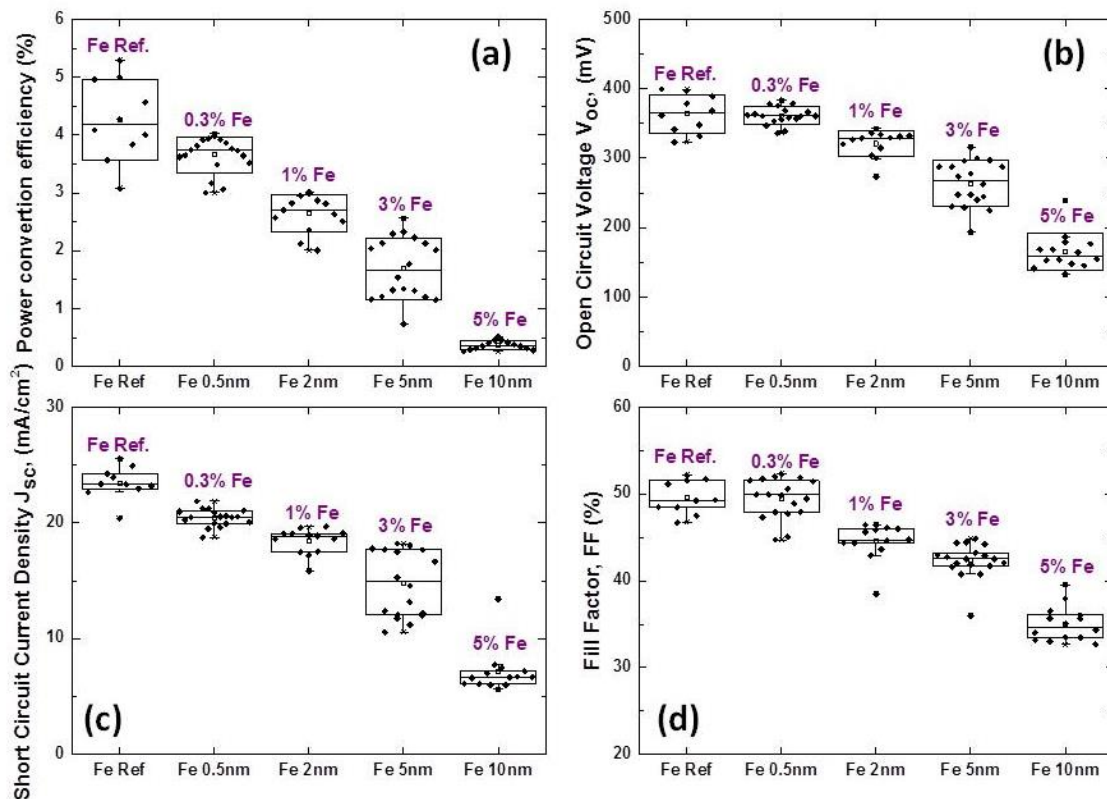 Power convertion efficiency (%)
6
5
4
3
2
1
0
(a)
Fe Ref.
0.3% Fe
1% Fe
3% Fe
5% Fe
Fe Ref
Fe 0.5nm
Fe 2nm
Fe 5nm
Fe 10nm
Open Circuit Voltage VOC, (mV)
500
400
300
200
100
0
(b)
Fe Ref.
0.3% Fe
1% Fe
3% Fe
5% Fe
Fe Ref
Fe 0.5nm
Fe 2nm
Fe 5nm
Fe 10nm
Short Circuit Current Density JSC, (mA/cm²)
30
20
10
0
(c)
Fe Ref.
0.3% Fe
1% Fe
3% Fe
5% Fe
Fe Ref
Fe 0.5nm
Fe 2nm
Fe 5nm
Fe 10nm
Fill Factor, FF (%)
60
50
40
30
20
(d)
Fe Ref.
0.3% Fe
1% Fe
3% Fe
5% Fe
Fe Ref
Fe 0.5nm
Fe 2nm
Fe 5nm
Fe 10nm